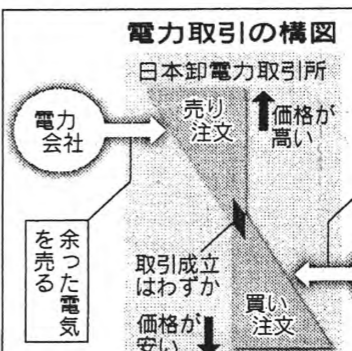 電力取引の構図
日本卸電力取引所
電力
会社
売り
注文
価格が
高い
余った電気
を売る
取引成立
はわずか
買い
注文
価格が
安い